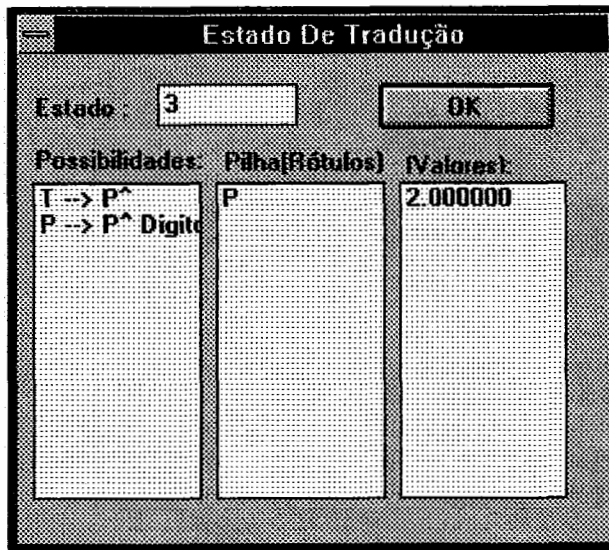 Estado De Tradução
Estado : 3 OK
Possibilidades: Pilha(Rótulos) (Valores):
T --> P^ P 2.000000
P --> P^ Digito